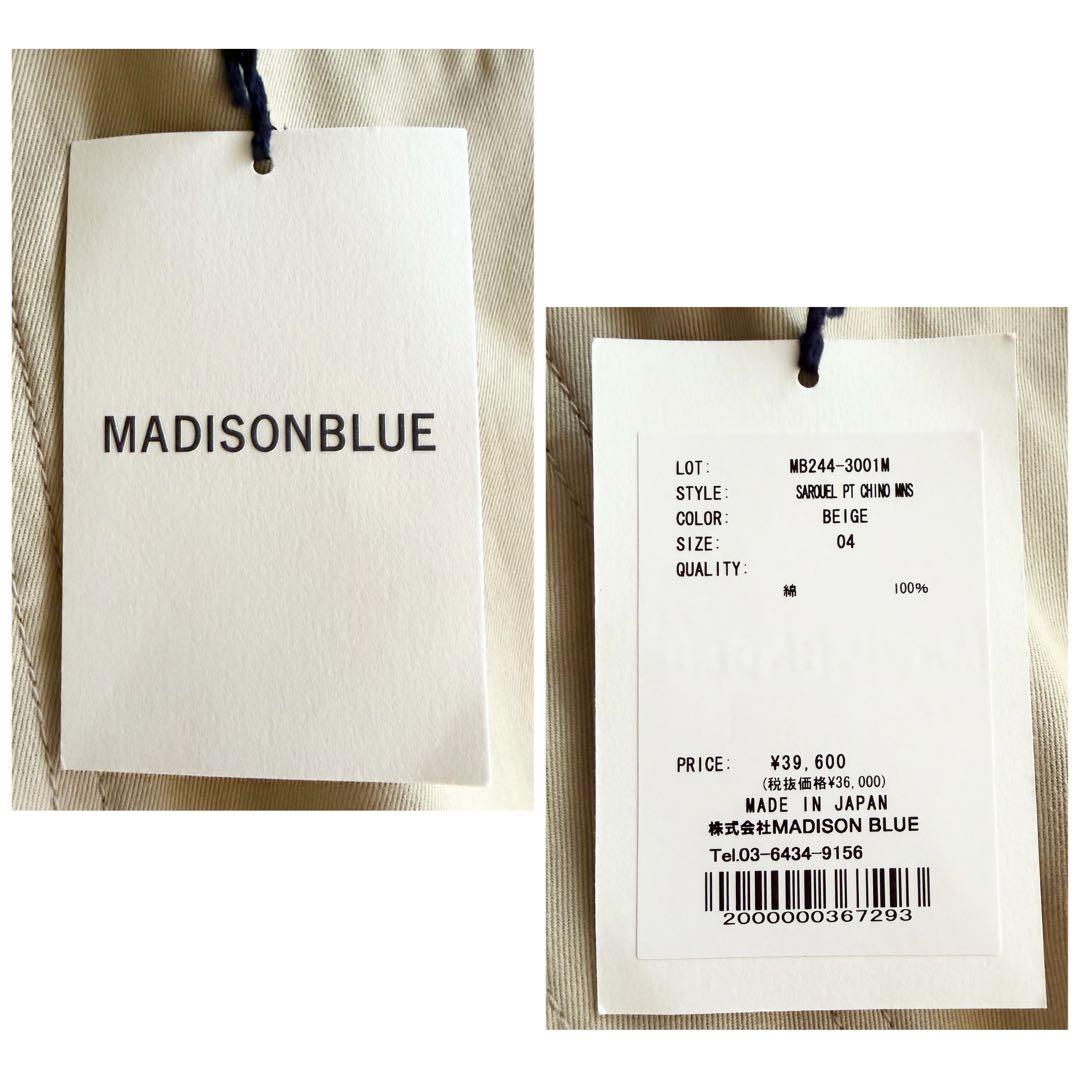 MADISONBLUE
LOT: MB244-3001M
STYLE: SAROUEL PT CHINO MNS
COLOR: BEIGE
SIZE: 04
QUALITY:
綿 100%
PRICE: ¥39,600
(税抜価格¥36,000)
MADE IN JAPAN
株式会社MADISON BLUE
Tel.03-6434-9156
2000000367293